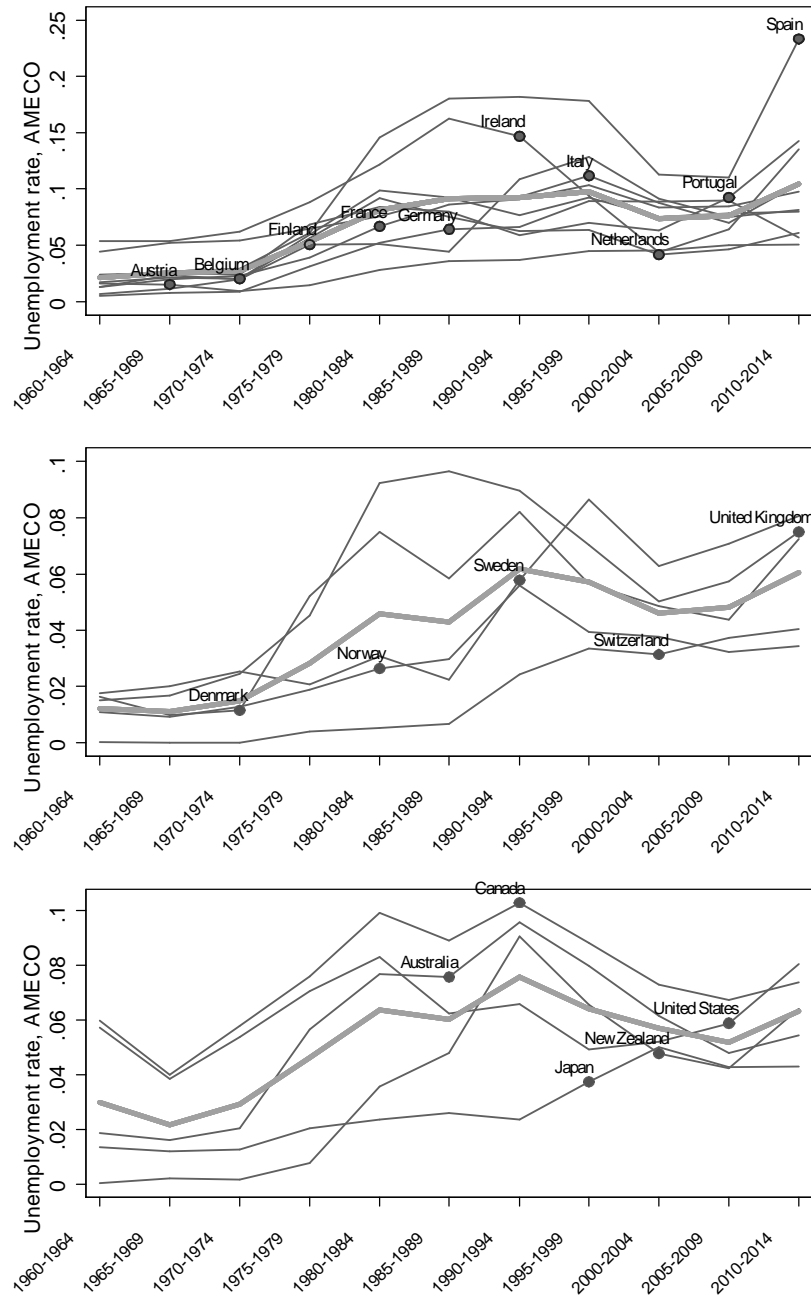 Unemployment rate, AMECO
.25
.2
.15
.1
.05
0
Spain
Ireland
Italy
Portugal
France
Germany
Finland
Netherlands
Austria
Belgium
1960-1964
1965-1969
1970-1974
1975-1979
1980-1984
1985-1989
1990-1994
1995-1999
2000-2004
2005-2009
2010-2014
Unemployment rate, AMECO
.1
.08
.06
.04
.02
0
United Kingdom
Sweden
Norway
Switzerland
Denmark
1960-1964
1965-1969
1970-1974
1975-1979
1980-1984
1985-1989
1990-1994
1995-1999
2000-2004
2005-2009
2010-2014
Unemployment rate, AMECO
.1
.08
.06
.04
.02
0
Canada
Australia
United States
New Zealand
Japan
1960-1964
1965-1969
1970-1974
1975-1979
1980-1984
1985-1989
1990-1994
1995-1999
2000-2004
2005-2009
2010-2014